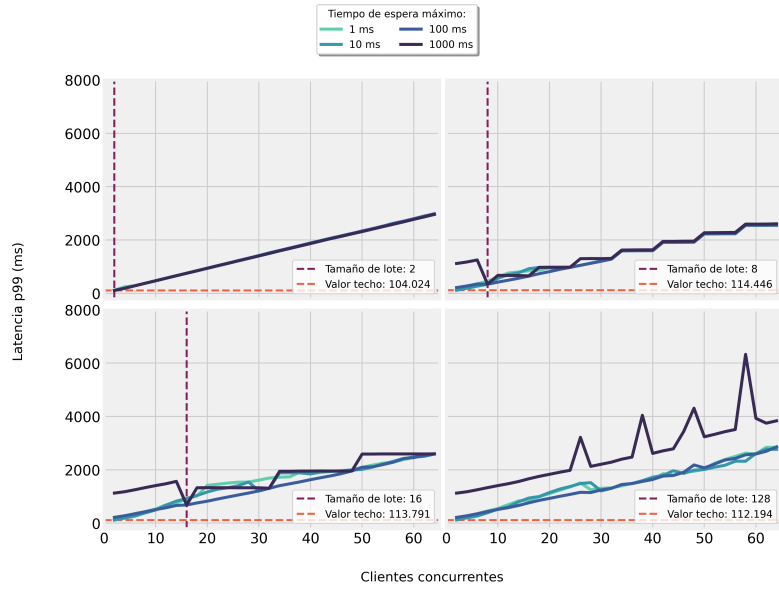 Tiempo de espera máximo:
1 ms 100 ms
10 ms 1000 ms
8000
6000
4000
2000
0
Tamaño de lote: 2
Valor techo: 104.024
Tamaño de lote: 8
Valor techo: 114.446
Latencia p99 (ms)
8000
6000
4000
2000
0
Tamaño de lote: 16
Valor techo: 113.791
Tamaño de lote: 128
Valor techo: 112.194
0 10 20 30 40 50 60 0 10 20 30 40 50 60
Clientes concurrentes